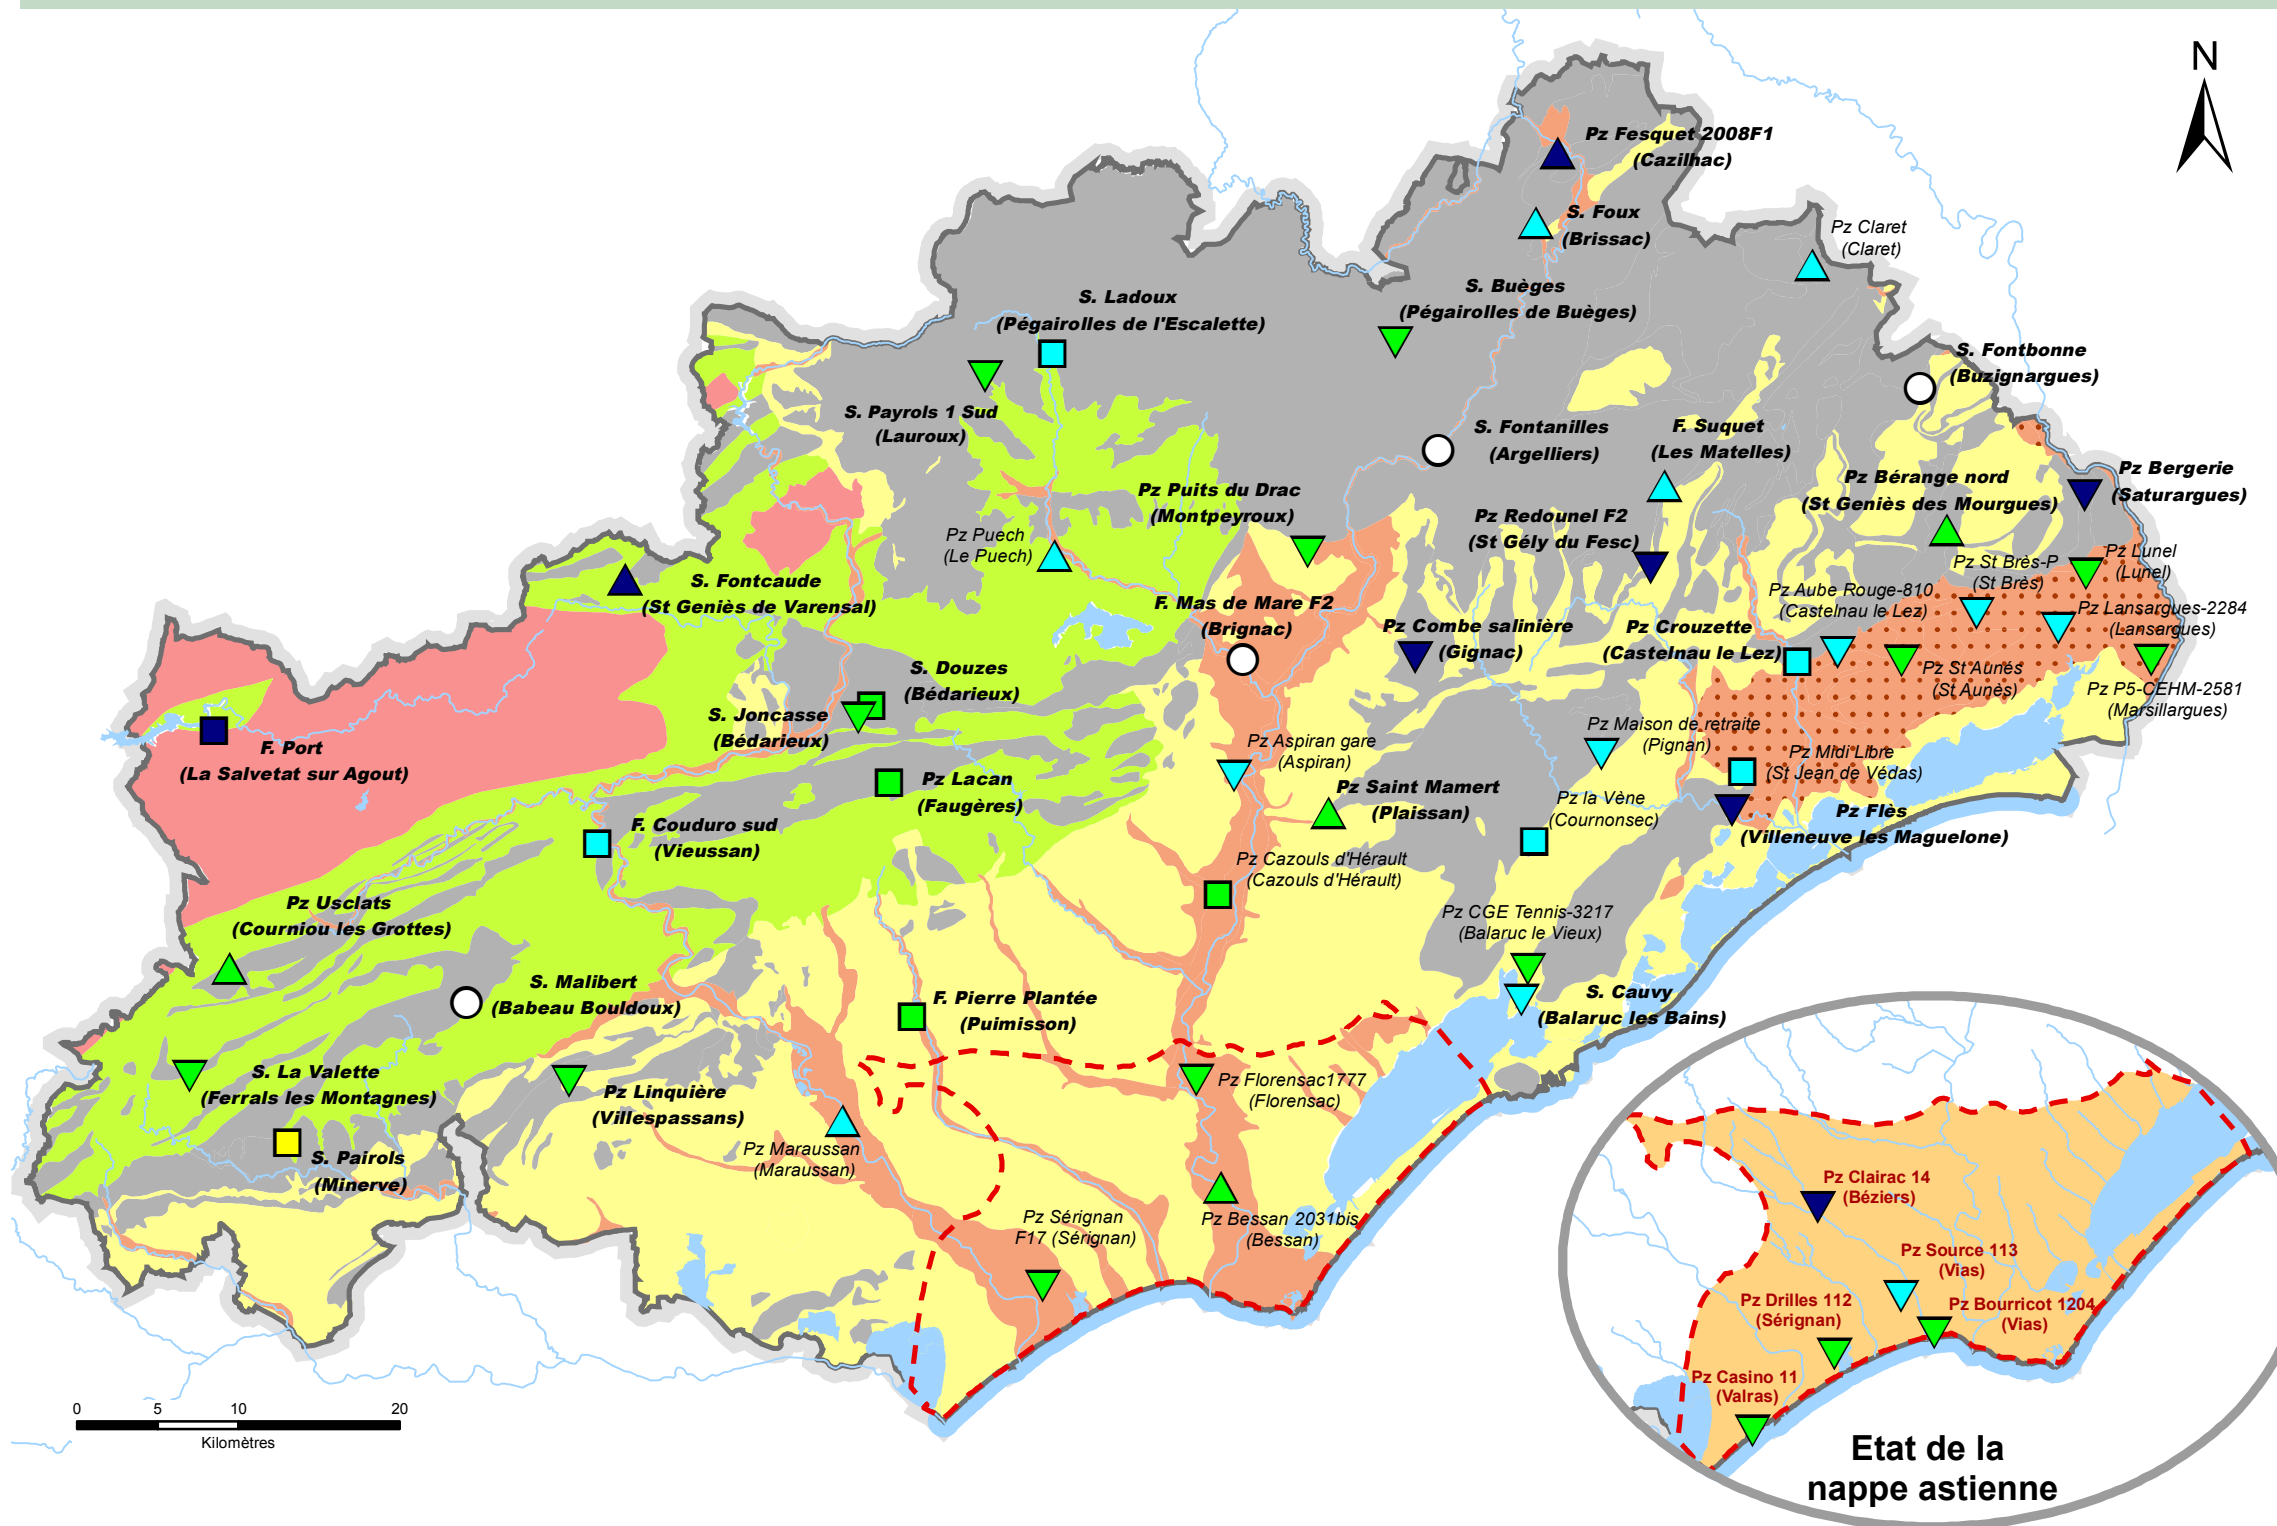 N
Pz Fesquet 2008F1
(Cazilhac)
S. Foux
(Brissac)
Pz Claret
(Claret)
S. Buèges
(Pégairolles de Buèges)
S. Ladoux
(Pégairolles de l'Escalette)
S. Fontbonne
(Buzignargues)
S. Payrols 1 Sud
(Lauroux)
S. Fontanilles
(Argelliers)
F. Suquet
(Les Matelles)
Pz Bérange nord
(St Geniès des Mourgues)
Pz Bergerie
(Saturargues)
Pz Puits du Drac
(Montpeyroux)
Pz Redounel F2
(St Gély du Fesc)
Pz Puech
(Le Puech)
Pz St Brès-P
(St Brès)
Pz Lunel
(Lunel)
S. Fontcaude
(St Geniès de Varensal)
Pz Aube Rouge-810
(Castelnau le Lez)
F. Mas de Mare F2
(Brignac)
Pz Lansargues-2284
(Lansargues)
Pz Combe salinière
(Gignac)
Pz Crouzette
(Castelnau le Lez)
S. Douzes
(Bédarieux)
Pz St Aunés
(St Aunès)
Pz P5-CEHM-2581
(Marsillargues)
S. Joncasse
(Bédarieux)
Pz Maison de retraite
(Pignan)
F. Port
(La Salvetat sur Agout)
Pz Aspiran gare
(Aspiran)
Pz Midi Libre
(St Jean de Védas)
Pz Lacan
(Faugères)
Pz Saint Mamert
(Plaissan)
Pz la Vène
(Cournonsec)
Pz Flès
(Villeneuve les Maguelone)
F. Couduro sud
(Vieussan)
Pz Cazouls d'Hérault
(Cazouls d'Hérault)
Pz Usclats
(Courniou les Grottes)
Pz CGE Tennis-3217
(Balaruc le Vieux)
S. Malibert
(Babeau Bouldoux)
F. Pierre Plantée
(Puimisson)
S. Cauvy
(Balaruc les Bains)
S. La Valette
(Ferrals les Montagnes)
Pz Linquière
(Villespassans)
Pz Florensac1777
(Florensac)
Pz Maraussan
(Maraussan)
S. Pairols
(Minerve)
Pz Sérignan
F17 (Sérignan)
Pz Bessan 2031bis
(Bessan)
Pz Clairac 14
(Béziers)
Pz Source 113
(Vias)
Pz Drilles 112
(Sérignan)
Pz Bourricot 1204
(Vias)
Pz Casino 11
(Valras)
0 5 10 20
Kilomètres
Etat de la
nappe astienne